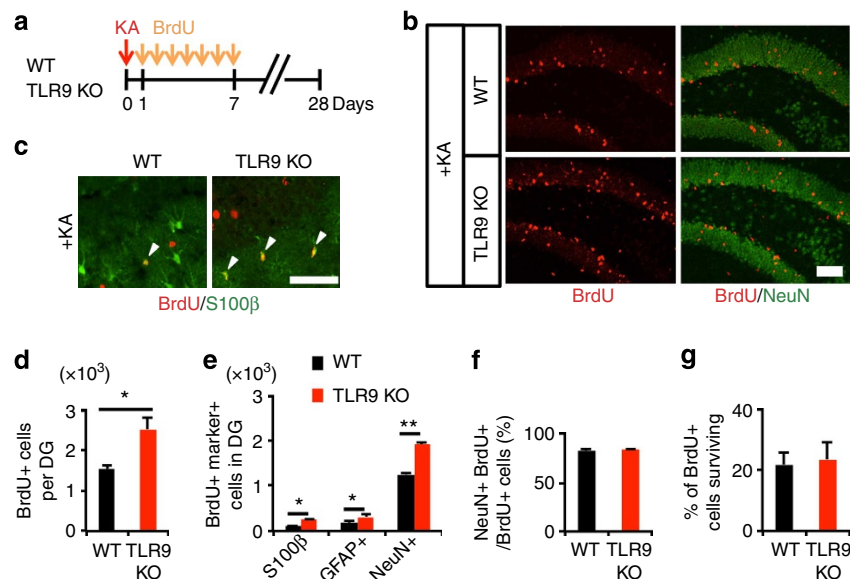 a
KA BrdU
WT
TLR9 KO
0 1 7 28 Days
b
+KA
WT
TLR9 KO
BrdU
BrdU/NeuN
c
WT
TLR9 KO
+KA
BrdU/S100β
d
(×10³)
BrdU+ cells
per DG
3
2
1
0
*
WT TLR9
KO
e
(×10³)
WT
TLR9 KO
BrdU+ marker+
cells in DG
3
2
1
0
*
*
**
S100β
GFAP+
NeuN+
f
NeuN+ BrdU+
/BrdU+ cells (%)
100
50
0
WT TLR9
KO
g
% of BrdU+
cells surviving
40
20
0
WT TLR9
KO